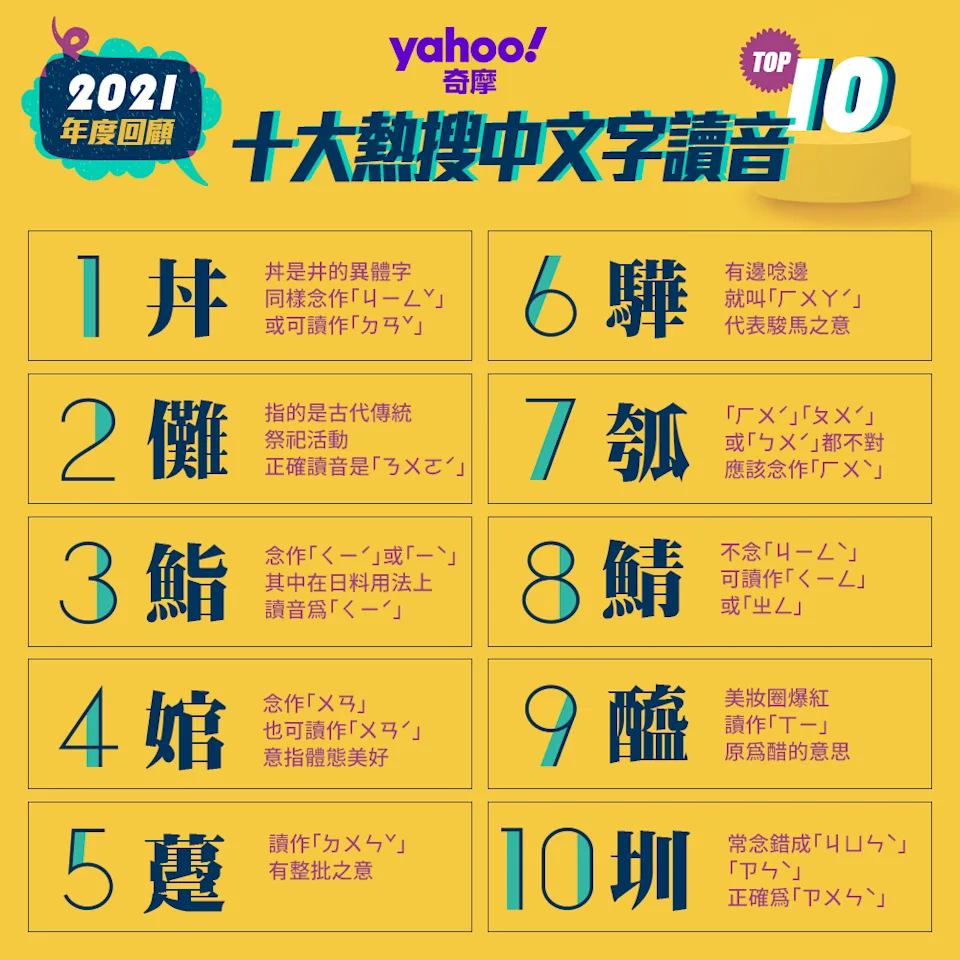 yahoo!
奇摩
2021
年度回顧
TOP
10
十大熱搜中文字讀音
1
丼
丼是井的異體字
同樣念作「ㄐㄧㄥˇ」
或可讀作「ㄉㄢˇ」
2
儺
指的是古代傳統
祭祀活動
正確讀音是「ㄋㄨㄛˊ」
3
鮨
念作「ㄑㄧˊ」或「ㄧˋ」
其中在日料用法上
讀音爲「ㄑㄧˊ」
4
婠
念作「ㄨㄢ」
也可讀作「ㄨㄢˊ」
意指體態美好
5
躉
讀作「ㄉㄨㄣˇ」
有整批之意
6
驊
有邊唸邊
就叫「ㄏㄨㄚˊ」
代表駿馬之意
7
瓠
「ㄏㄨˊ」「ㄆㄨˊ」
或「ㄅㄨˊ」都不對
應該念作「ㄏㄨˋ」
8
鯖
不念「ㄐㄧㄥˋ」
可讀作「ㄑㄧㄥ」
或「ㄓㄥ」
9
醯
美妝圈爆紅
讀作「ㄒㄧ」
原爲醋的意思
10
圳
常念錯成「ㄐㄩㄣˋ」
「ㄗㄣˋ」
正確爲「ㄗㄨㄣˋ」